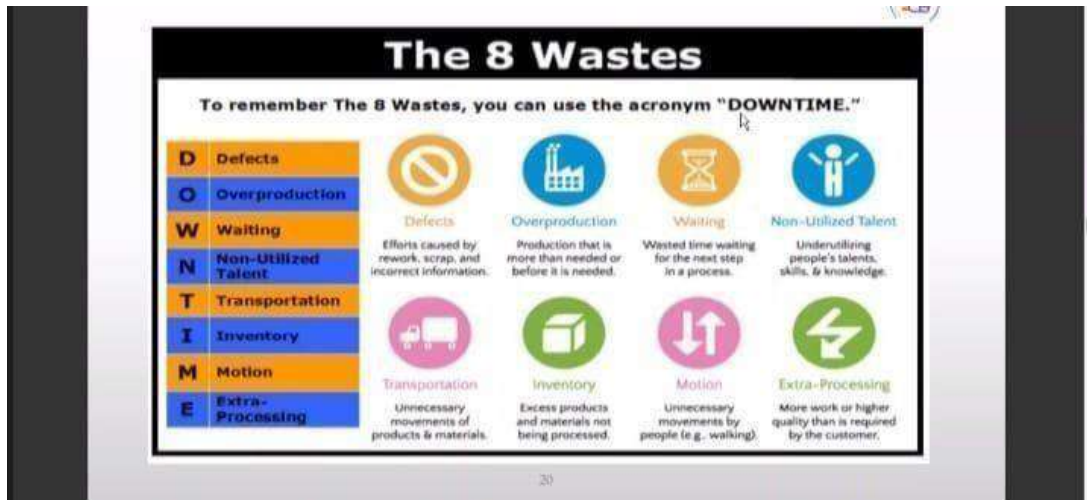 The 8 Wastes
To remember The 8 Wastes, you can use the acronym "DOWNTIME."
D Defects
O Overproduction
W Waiting
N Non-Utilized
Talent
T Transportation
I Inventory
M Motion
E Extra-
Processing
Defects
Efforts caused by
rework, scrap, and
incorrect information.
Overproduction
Production that is
more than needed or
before it is needed.
Waiting
Wasted time waiting
for the next step
in a process.
Non-Utilized Talent
Underutilizing
people's talents,
skills, & knowledge.
Transportation
Unnecessary
movements of
products & materials.
Inventory
Excess products
and materials not
being processed.
Motion
Unnecessary
movements by
people (e.g., walking).
Extra-Processing
More work or higher
quality than is required
by the customer.
20